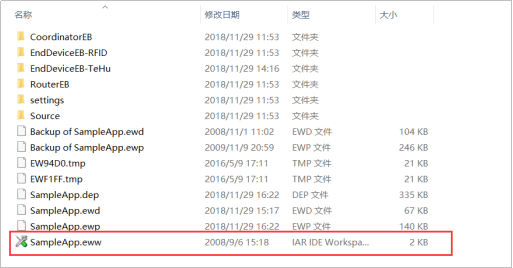 名称 修改日期 类型 大小
CoordinatorEB 2018/11/29 11:53 文件夹
EndDeviceEB-RFID 2018/11/29 11:53 文件夹
EndDeviceEB-TeHu 2018/11/29 14:16 文件夹
RouterEB 2018/11/29 11:53 文件夹
settings 2018/11/29 11:53 文件夹
Source 2018/11/29 11:53 文件夹
Backup of SampleApp.ewd 2008/11/1 11:02 EWD 文件 104 KB
Backup of SampleApp.ewp 2009/11/9 20:59 EWP 文件 246 KB
EW94D0.tmp 2016/5/9 17:11 TMP 文件 21 KB
EWF1FF.tmp 2016/5/9 17:11 TMP 文件 21 KB
SampleApp.dep 2018/11/29 16:22 DEP 文件 335 KB
SampleApp.ewd 2018/11/29 15:17 EWD 文件 67 KB
SampleApp.ewp 2018/11/29 16:22 EWP 文件 140 KB
SampleApp.eww 2008/9/6 15:18 IAR IDE Workspa... 2 KB